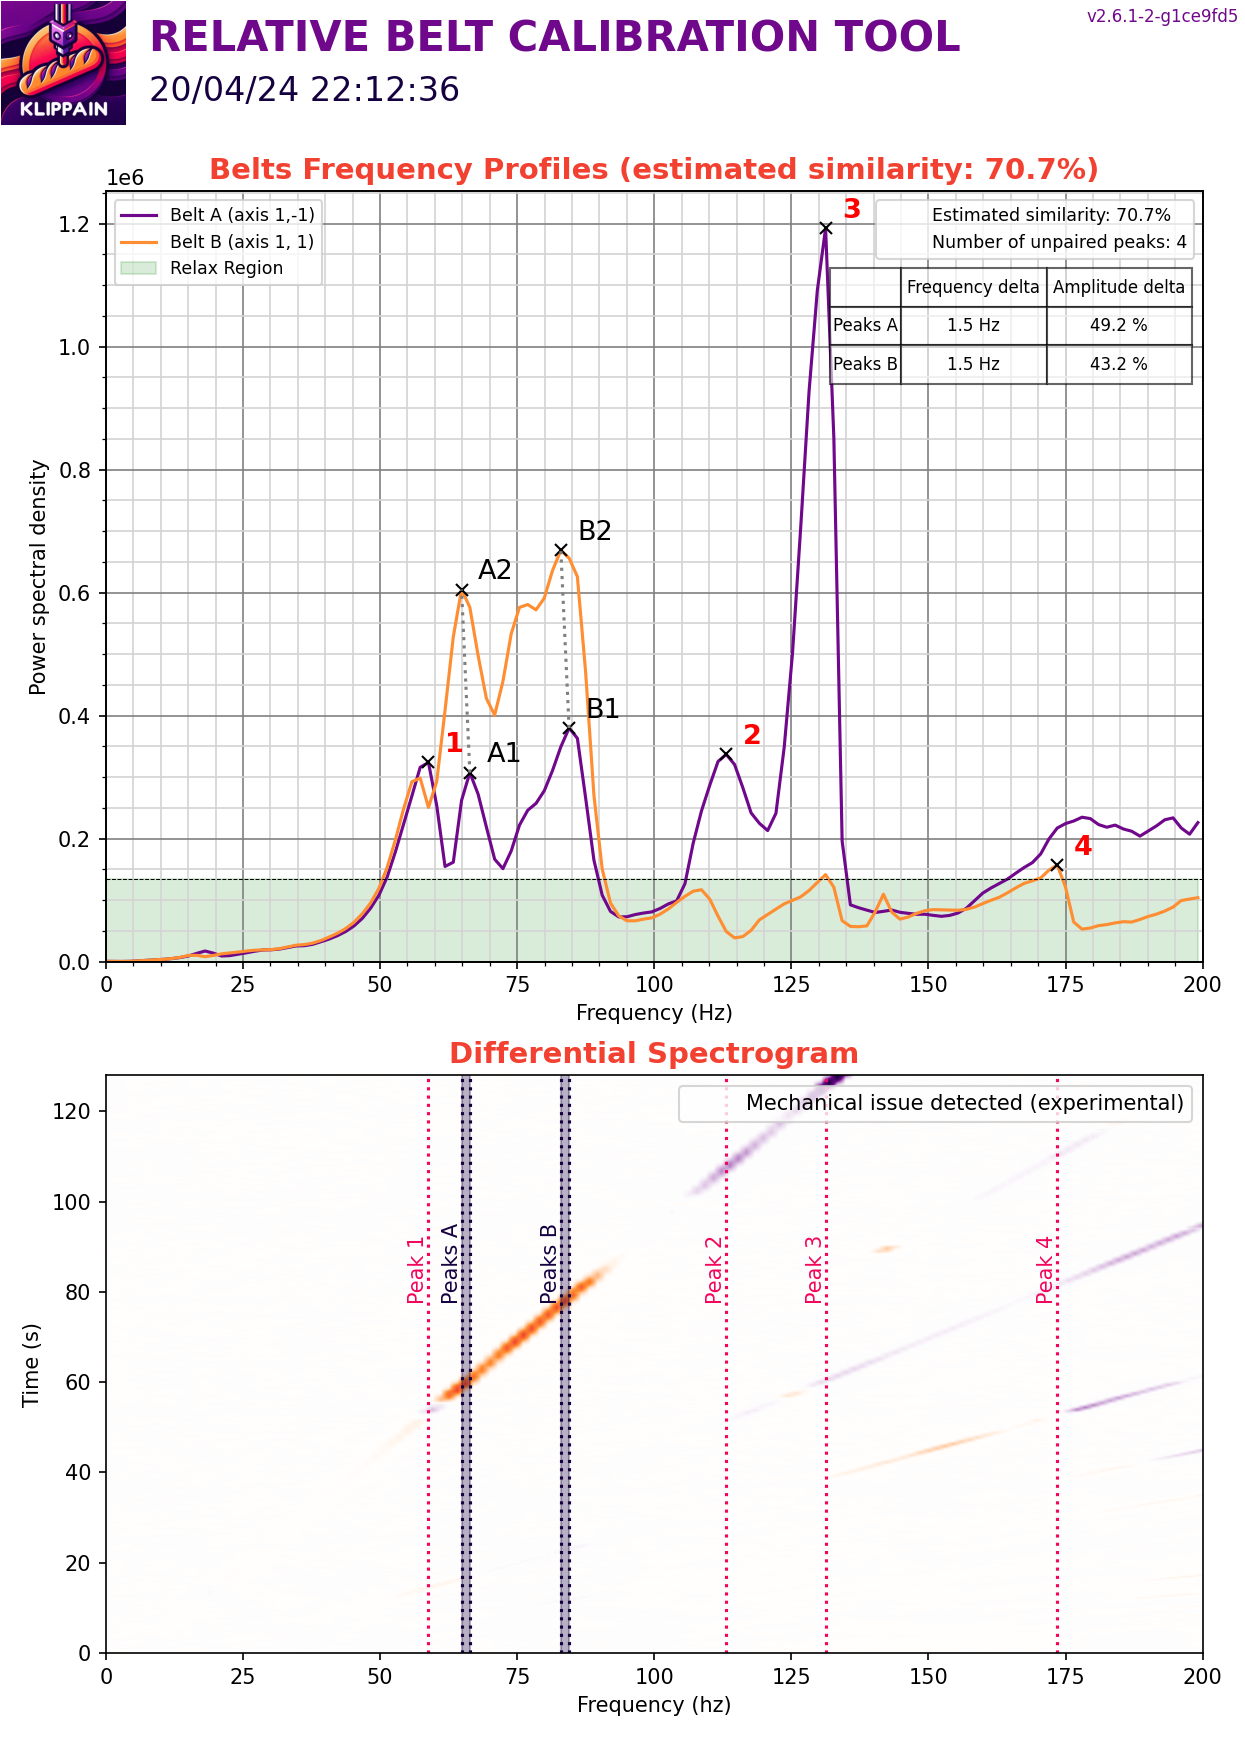 v2.6.1-2-g1ce9fd5
RELATIVE BELT CALIBRATION TOOL
20/04/24 22:12:36
KLIPPAIN
Belts Frequency Profiles (estimated similarity: 70.7%)
1e6
Belt A (axis 1,-1)
Belt B (axis 1, 1)
Relax Region
Estimated similarity: 70.7%
Number of unpaired peaks: 4
Frequency delta Amplitude delta
Peaks A 1.5 Hz 49.2 %
Peaks B 1.5 Hz 43.2 %
Power spectral density
1.2
1.0
0.8
0.6
0.4
0.2
0.0
3
B2
A2
B1
1
A1
2
4
0 25 50 75 100 125 150 175 200
Frequency (Hz)
Differential Spectrogram
Mechanical issue detected (experimental)
Time (s)
120
100
80
60
40
20
0
Peak 1
Peaks A
Peaks B
Peak 2
Peak 3
Peak 4
0 25 50 75 100 125 150 175 200
Frequency (hz)